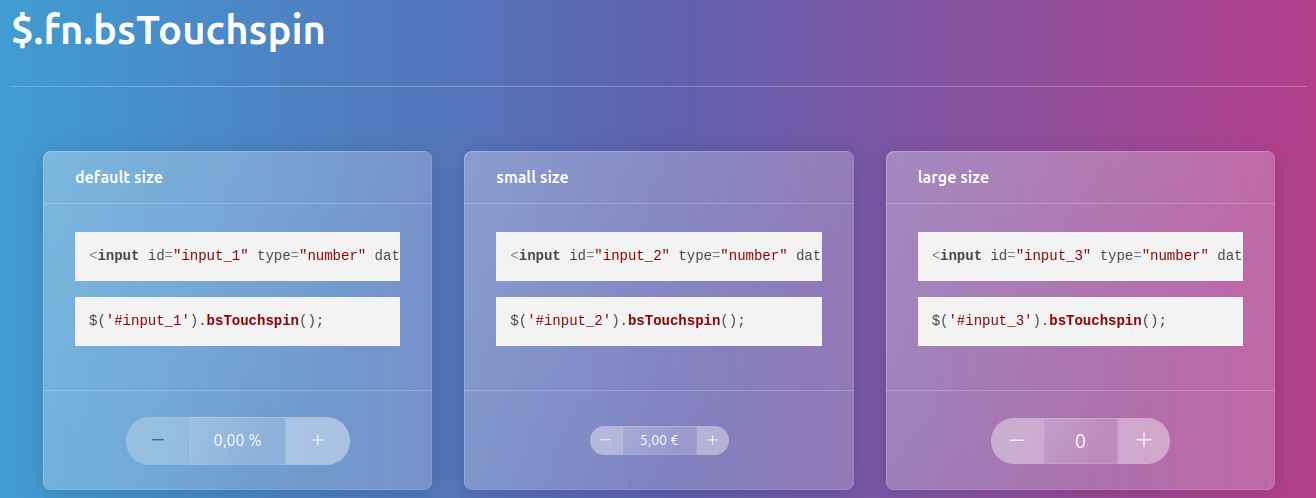 $.fn.bsTouchspin
default size
<input id="input_1" type="number" dat
$('#input_1').bsTouchspin();
− 0,00 % +
small size
<input id="input_2" type="number" dat
$('#input_2').bsTouchspin();
− 5,00 € +
large size
<input id="input_3" type="number" dat
$('#input_3').bsTouchspin();
− 0 +